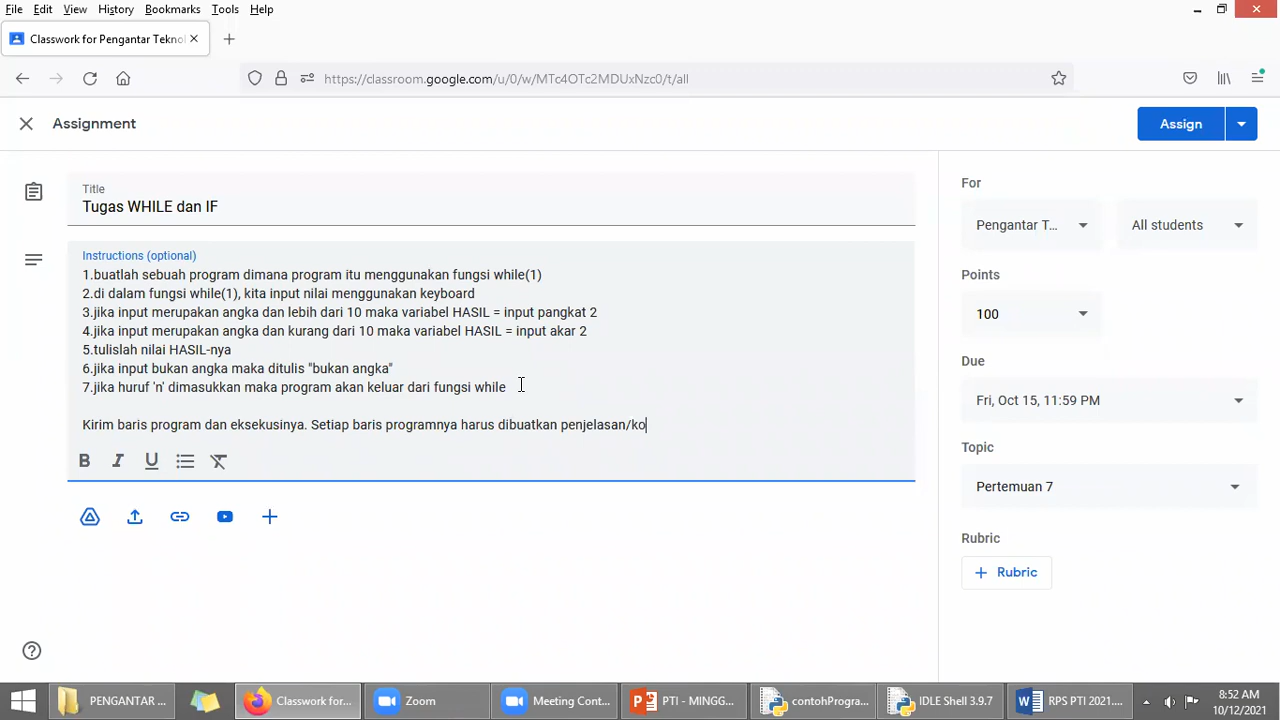 File Edit View History Bookmarks Tools Help
Classwork for Pengantar Teknol
https://classroom.google.com/u/0/w/MTc4OTc2MDUxNzc0/t/all
Assignment
Assign
Title
Tugas WHILE dan IF
Instructions (optional)
1.buatlah sebuah program dimana program itu menggunakan fungsi while(1)
2.di dalam fungsi while(1), kita input nilai menggunakan keyboard
3.jika input merupakan angka dan lebih dari 10 maka variabel HASIL = input pangkat 2
4.jika input merupakan angka dan kurang dari 10 maka variabel HASIL = input akar 2
5.tulislah nilai HASIL-nya
6.jika input bukan angka maka ditulis "bukan angka"
7.jika huruf 'n' dimasukkan maka program akan keluar dari fungsi while
Kirim baris program dan eksekusinya. Setiap baris programnya harus dibuatkan penjelasan/ko
B I U
For
Pengantar T...
All students
Points
100
Due
Fri, Oct 15, 11:59 PM
Topic
Pertemuan 7
Rubric
+ Rubric
PENGANTAR ...
Classwork for...
Zoom
Meeting Cont...
PTI - MINGG...
contohProgra...
IDLE Shell 3.9.7
RPS PTI 2021....
8:52 AM
10/12/2021